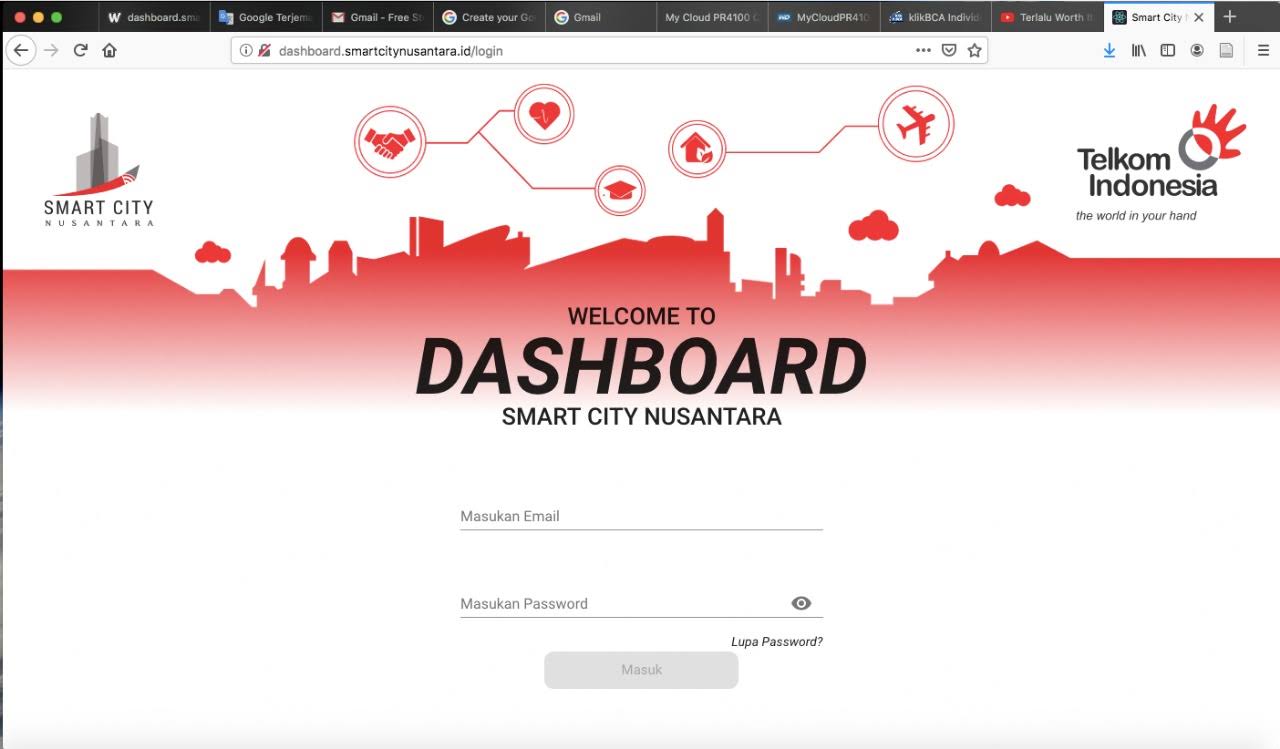 dashboard.sma
Google Terjema
Gmail - Free St
Create your Go
Gmail
My Cloud PR4100
MyCloudPR410
klikBCA Individ
Terlalu Worth It
Smart City
dashboard.smartcitynusantara.id/login
SMART CITY
NUSANTARA
Telkom
Indonesia
the world in your hand
WELCOME TO
DASHBOARD
SMART CITY NUSANTARA
Masukan Email
Masukan Password
Lupa Password?
Masuk